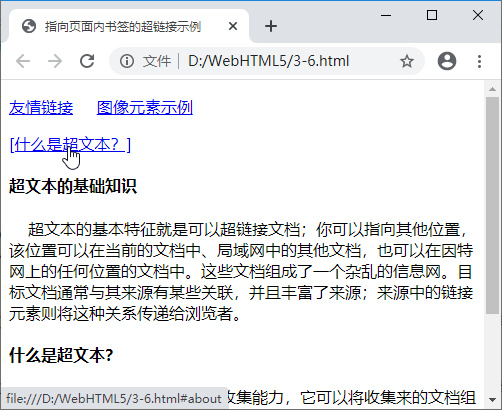 指向页面内书签的超链接示例
文件 D:/WebHTML5/3-6.html
友情链接 图像元素示例
[什么是超文本？]
超文本的基础知识
超文本的基本特征就是可以超链接文档；你可以指向其他位置，
该位置可以在当前的文档中、局域网中的其他文档，也可以在因特
网上的任何位置的文档中。这些文档组成了一个杂乱的信息网。目
标文档通常与其来源有某些关联，并且丰富了来源；来源中的链接
元素则将这种关系传递给浏览者。
什么是超文本?
收集能力，它可以将收集来的文档组
file:///D:/WebHTML5/3-6.html#about